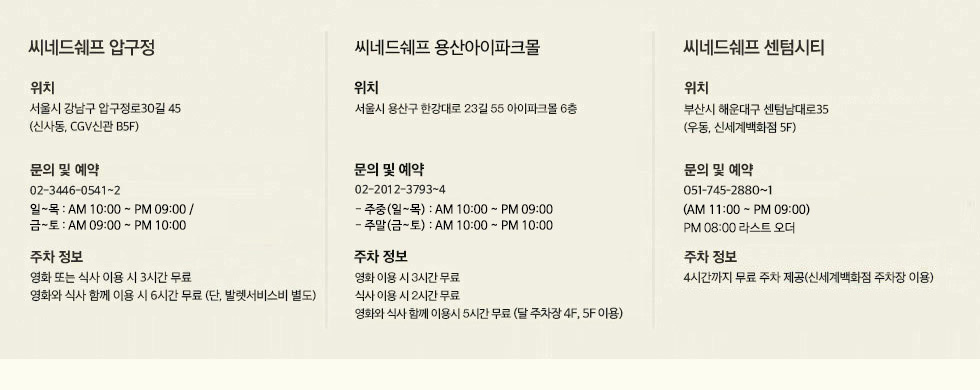 씨네드쉐프 압구정
위치
서울시 강남구 압구정로30길 45
(신사동, CGV신관 B5F)
문의 및 예약
02-3446-0541~2
일~목 : AM 10:00 ~ PM 09:00 /
금~토 : AM 09:00 ~ PM 10:00
주차 정보
영화 또는 식사 이용 시 3시간 무료
영화와 식사 함께 이용 시 6시간 무료 (단, 발렛서비스비 별도)
씨네드쉐프 용산아이파크몰
위치
서울시 용산구 한강대로 23길 55 아이파크몰 6층
문의 및 예약
02-2012-3793~4
- 주중(일~목) : AM 10:00 ~ PM 09:00
- 주말(금~토) : AM 10:00 ~ PM 10:00
주차 정보
영화 이용 시 3시간 무료
식사 이용 시 2시간 무료
영화와 식사 함께 이용시 5시간 무료 (달 주차장 4F, 5F 이용)
씨네드쉐프 센텀시티
위치
부산시 해운대구 센텀남대로35
(우동, 신세계백화점 5F)
문의 및 예약
051-745-2880~1
(AM 11:00 ~ PM 09:00)
PM 08:00 라스트 오더
주차 정보
4시간까지 무료 주차 제공(신세계백화점 주차장 이용)